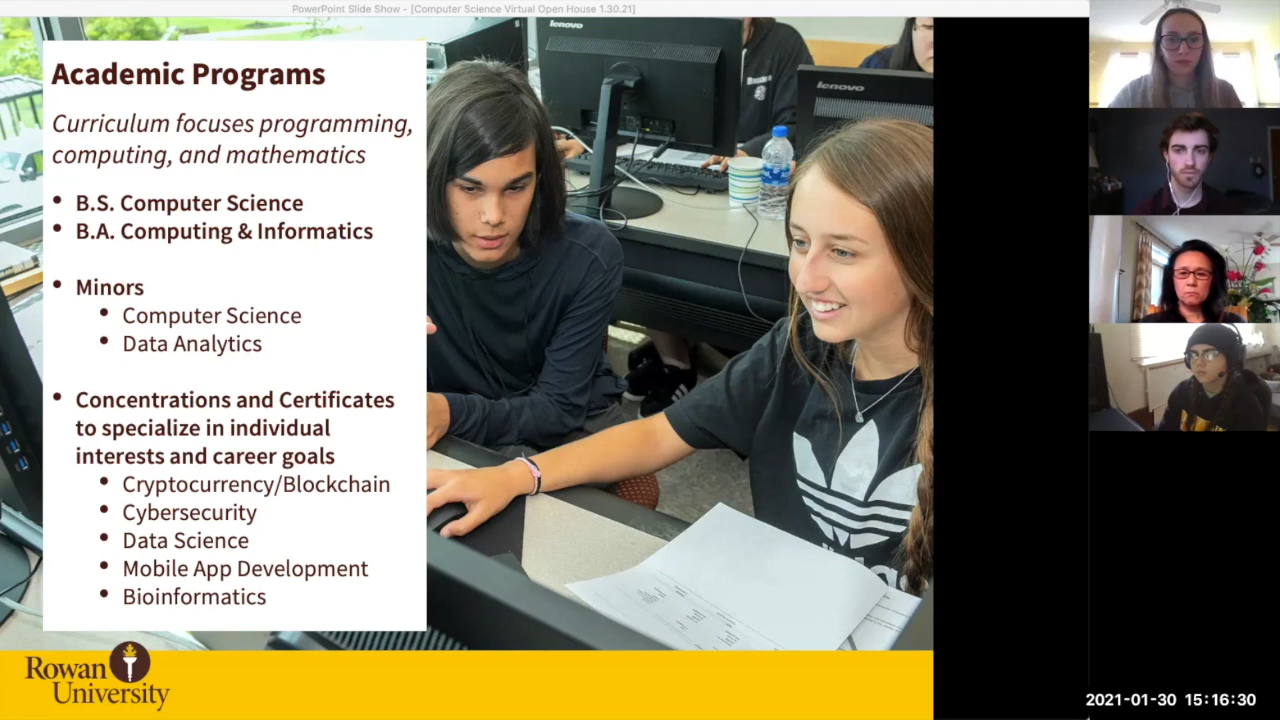 PowerPoint Slide Show - [Computer Science Virtual Open House 1.30.21]
Academic Programs
Curriculum focuses programming,
computing, and mathematics
• B.S. Computer Science
• B.A. Computing & Informatics
• Minors
• Computer Science
• Data Analytics
• Concentrations and Certificates
to specialize in individual
interests and career goals
• Cryptocurrency/Blockchain
• Cybersecurity
• Data Science
• Mobile App Development
• Bioinformatics
lenovo
lenovo
Rowan
University
2021-01-30 15:16:30